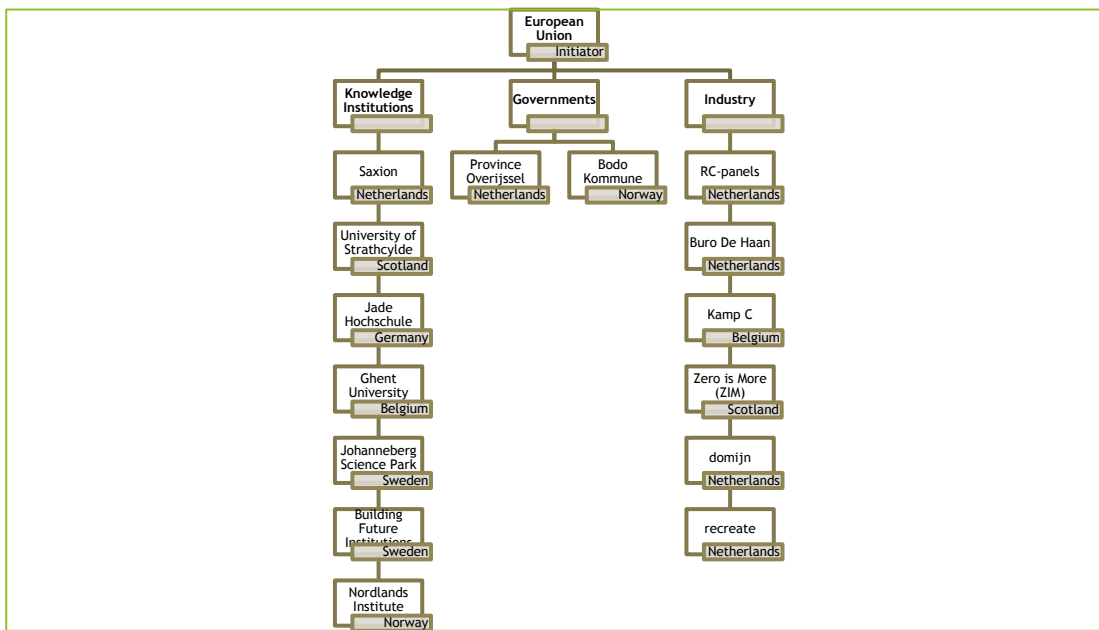 European
Union
Initiator
Knowledge
Institutions
Governments
Industry
Saxion
Netherlands
Province
Overijssel
Netherlands
Bodo
Kommune
Norway
RC-panels
Netherlands
University of
Strathcylde
Scotland
Buro De Haan
Netherlands
Jade
Hochschule
Germany
Kamp C
Belgium
Ghent
University
Belgium
Zero is More
(ZIM)
Scotland
Johanneberg
Science Park
Sweden
domijn
Netherlands
Building
Future
Institutions
Sweden
recreate
Netherlands
Nordlands
Institute
Norway